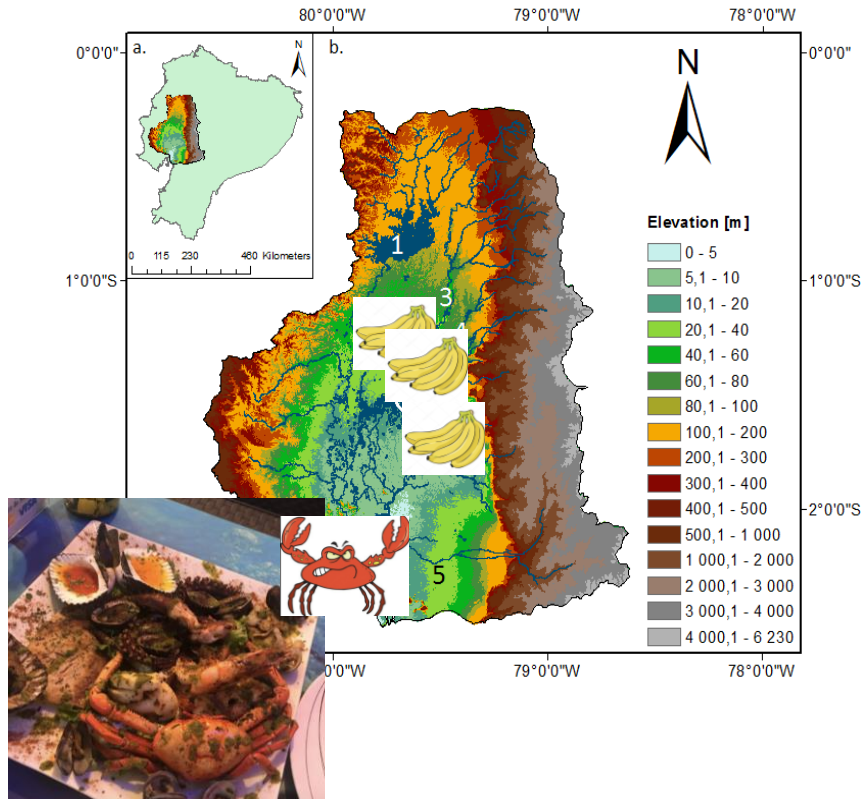 80°0'0"W 79°0'0"W 78°0'0"W
0°0'0" a. b. 0°0'0"
N
N
0 115 230 460 Kilometers
1°0'0"S 1°0'0"S
2°0'0"S
1
3
5
Elevation [m]
0 - 5
5,1 - 10
10,1 - 20
20,1 - 40
40,1 - 60
60,1 - 80
80,1 - 100
100,1 - 200
200,1 - 300
300,1 - 400
400,1 - 500
500,1 - 1 000
1 000,1 - 2 000
2 000,1 - 3 000
3 000,1 - 4 000
4 000,1 - 6 230
0°0'0"W 79°0'0"W 78°0'0"W